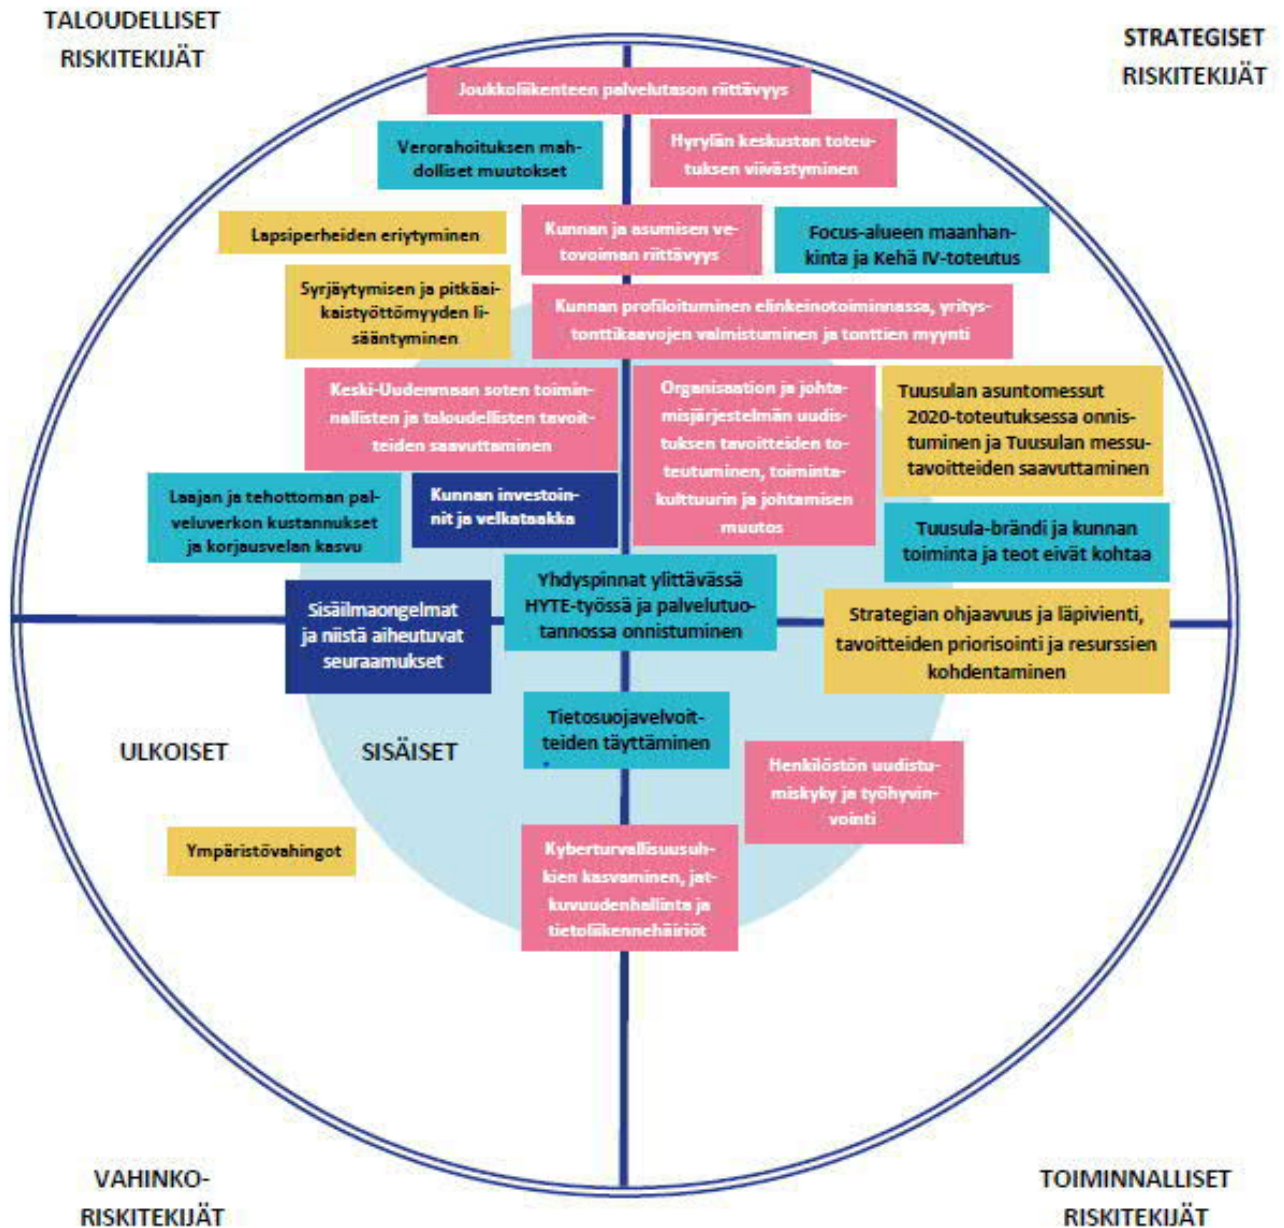 TALOUDELLISET
RISKITEKIJÄT
STRATEGISET
RISKITEKIJÄT
Joukkoliikenteen palvelutason riittävyys
Verorahoituksen mah-
dolliset muutokset
Hyrylän keskustan toteu-
tuksen viivästyminen
Lapsiperheiden eriytyminen
Kunnan ja asumisen ve-
tovoiman riittävyys
Focus-alueen maanhan-
kinta ja Kehä IV-toteutus
Syrjäytymisen ja pitkäai-
kaistyöttömyyden li-
sääntyminen
Kunnan profiloituminen elinkeinotoiminnassa, yritys-
tonttikaavojen valmistuminen ja tonttien myynti
Keski-Uudenmaan soten toimin-
nallisten ja taloudellisten tavoit-
teiden saavuttaminen
Organisaation ja johta-
misjärjestelmän uudis-
tuksen tavoitteiden to-
teutuminen, toiminta-
kulttuurin ja johtamisen
muutos
Tuusulan asuntomessut
2020-toteutuksessa onnis-
tuminen ja Tuusulan messu-
tavoitteiden saavuttaminen
Laajan ja tehottoman pal-
veluverkon kustannukset
ja korjausvelan kasvu
Kunnan investoin-
nit ja velkataakka
Tuusula-brändi ja kunnan
toiminta ja teot eivät kohtaa
Sisäilmaongelmat
ja niistä aiheutuvat
seuraamukset
Yhdyspinnat ylittävässä
HYTE-työssä ja palvelutuo-
tannossa onnistuminen
Strategian ohjaavuus ja läpivienti,
tavoitteiden priorisointi ja resurssien
kohdentaminen
ULKOISET
SISÄISET
Tietosuojavelvoit-
teiden täyttäminen
Henkilöstön uudistu-
miskyky ja työhyvin-
vointi
Ympäristövahingot
Kyberturvallisuusuh-
kien kasvaminen, jat-
kuvuudenhallinta ja
tietoliikennehäiriöt
VAHINKO-
RISKITEKIJÄT
TOIMINNALLISET
RISKITEKIJÄT